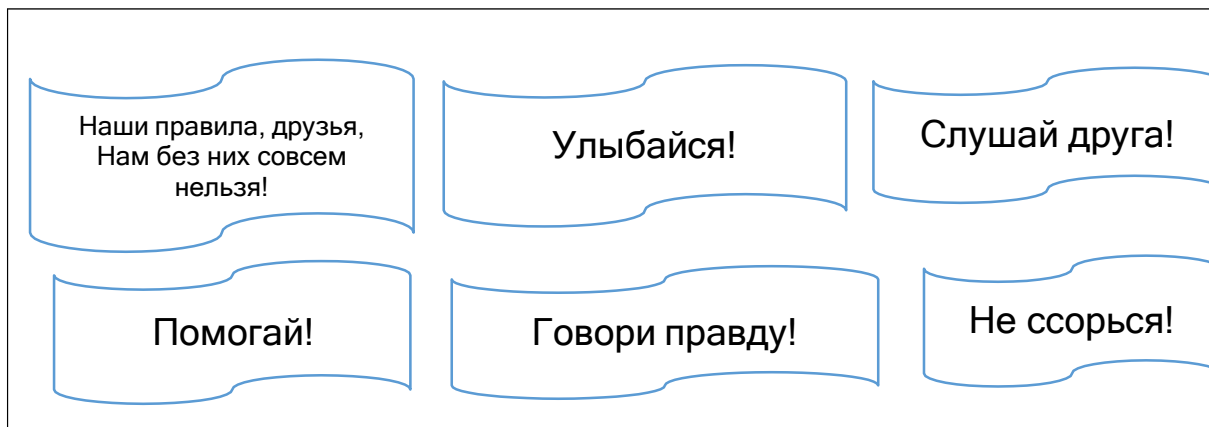 Наши правила, друзья,
Нам без них совсем
нельзя!
Улыбайся!
Слушай друга!
Помогай!
Говори правду!
Не ссорься!